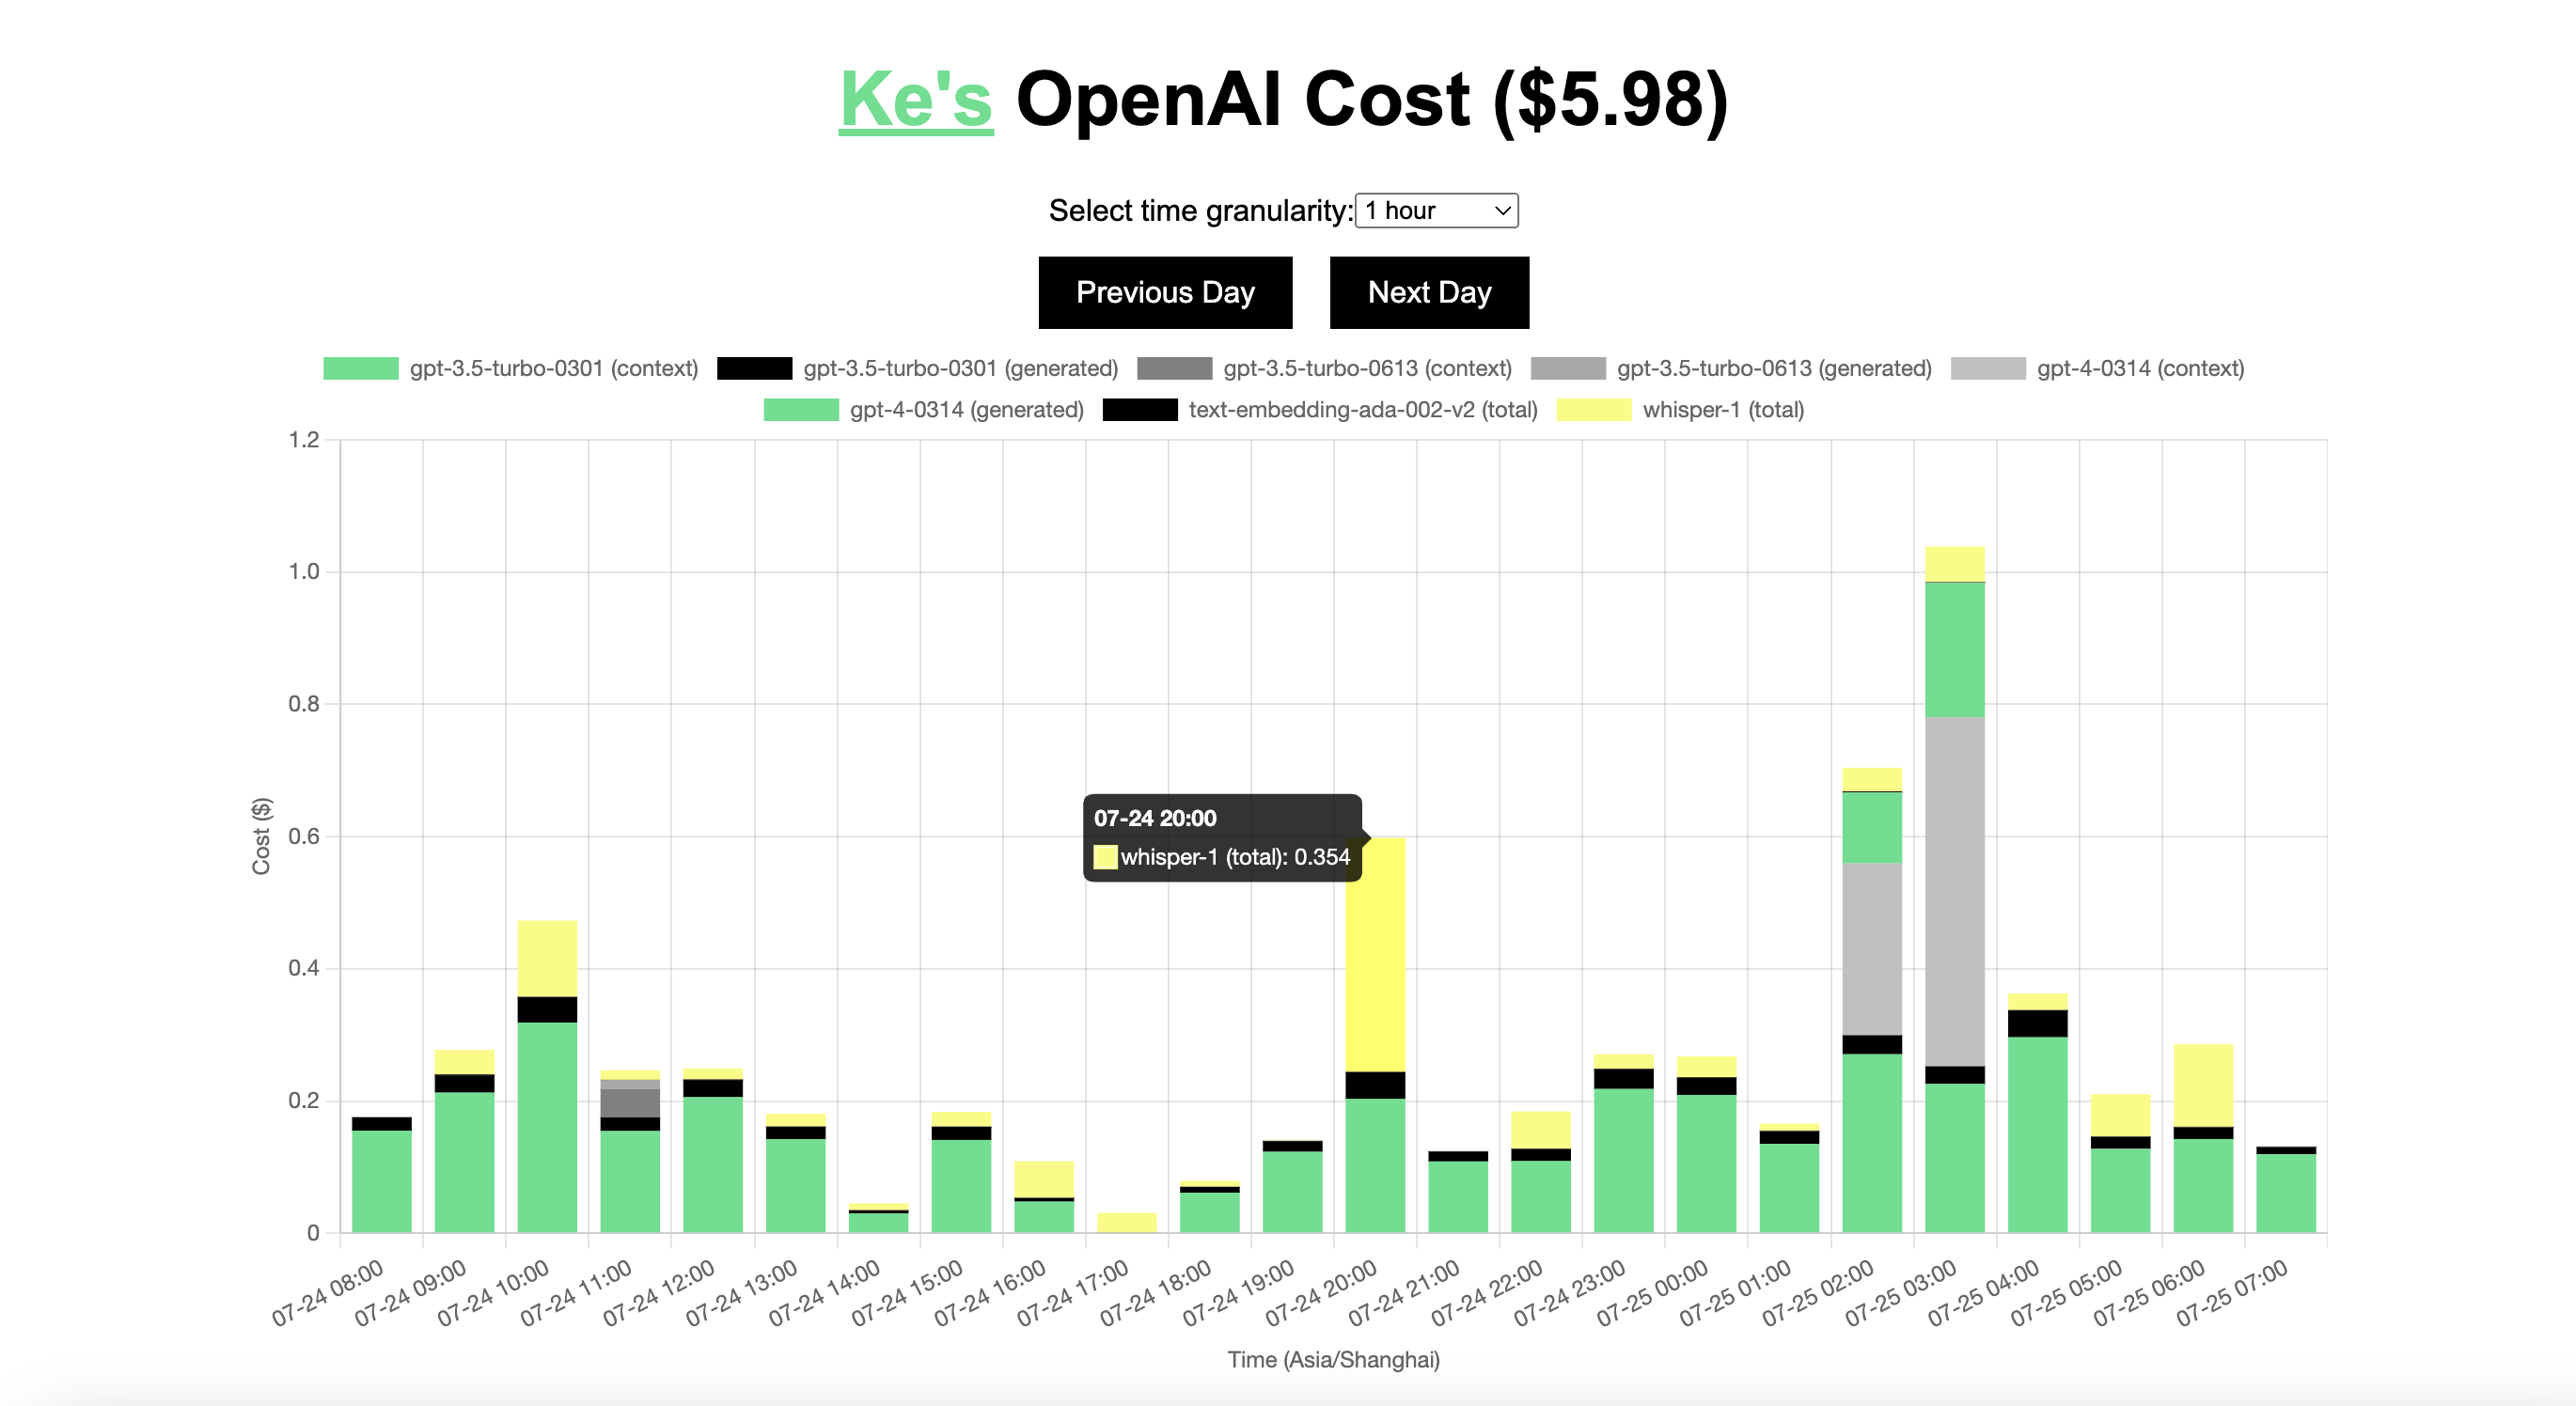 Ke's OpenAI Cost ($5.98)
Select time granularity: 1 hour
Previous Day Next Day
gpt-3.5-turbo-0301 (context) gpt-3.5-turbo-0301 (generated) gpt-3.5-turbo-0613 (context) gpt-3.5-turbo-0613 (generated) gpt-4-0314 (context)
gpt-4-0314 (generated) text-embedding-ada-002-v2 (total) whisper-1 (total)
1.2
1.0
0.8
0.6
0.4
0.2
0
Cost ($)
07-24 20:00
whisper-1 (total): 0.354
07-24 08:00 07-24 09:00 07-24 10:00 07-24 11:00 07-24 12:00 07-24 13:00 07-24 14:00 07-24 15:00 07-24 16:00 07-24 17:00 07-24 18:00 07-24 19:00 07-24 20:00 07-24 21:00 07-24 22:00 07-24 23:00 07-25 00:00 07-25 01:00 07-25 02:00 07-25 03:00 07-25 04:00 07-25 05:00 07-25 06:00 07-25 07:00
Time (Asia/Shanghai)